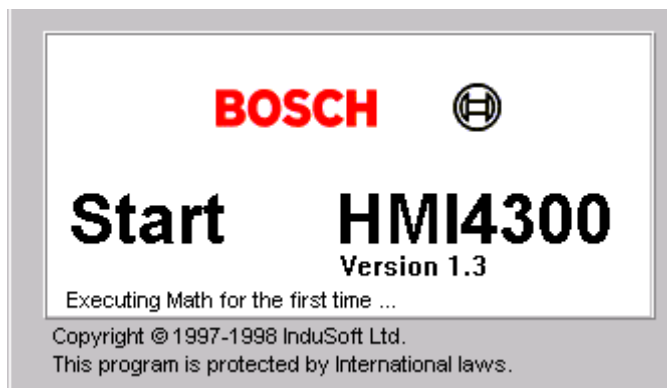 BOSCH
Start HMI4300
Version 1.3
Executing Math for the first time ...
Copyright © 1997-1998 InduSoft Ltd.
This program is protected by International laws.